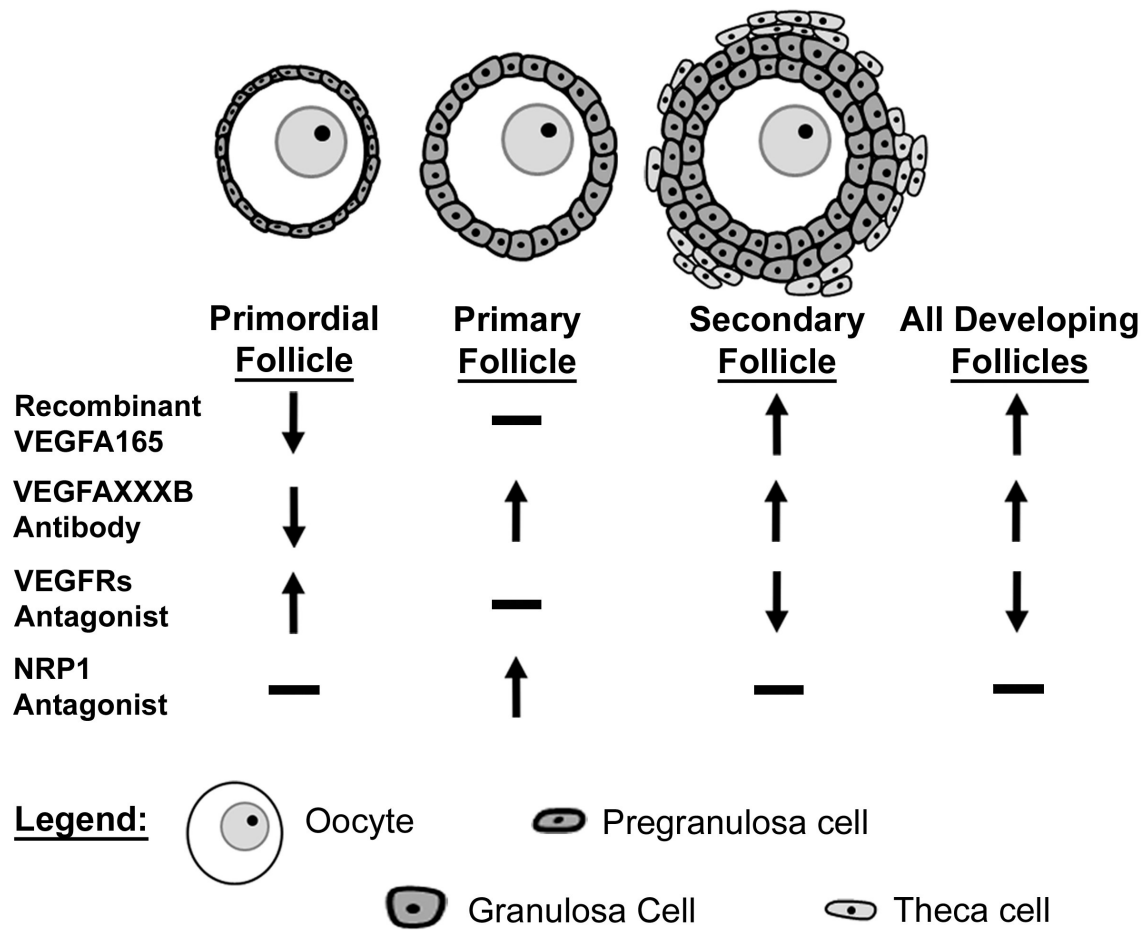 Primordial Primary Secondary All Developing
Follicle Follicle Follicle Follicles
Recombinant
VEGFA165
VEGFAXXXB
Antibody
VEGFRs
Antagonist
NRP1
Antagonist
Legend: Oocyte Pregranulosa cell
Granulosa Cell Theca cell